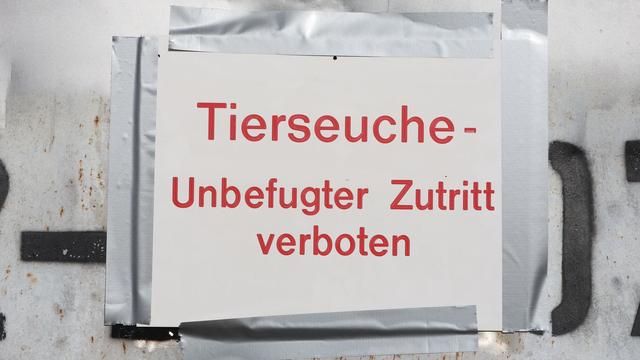 Tierseuche-
Unbefugter Zutritt
verboten